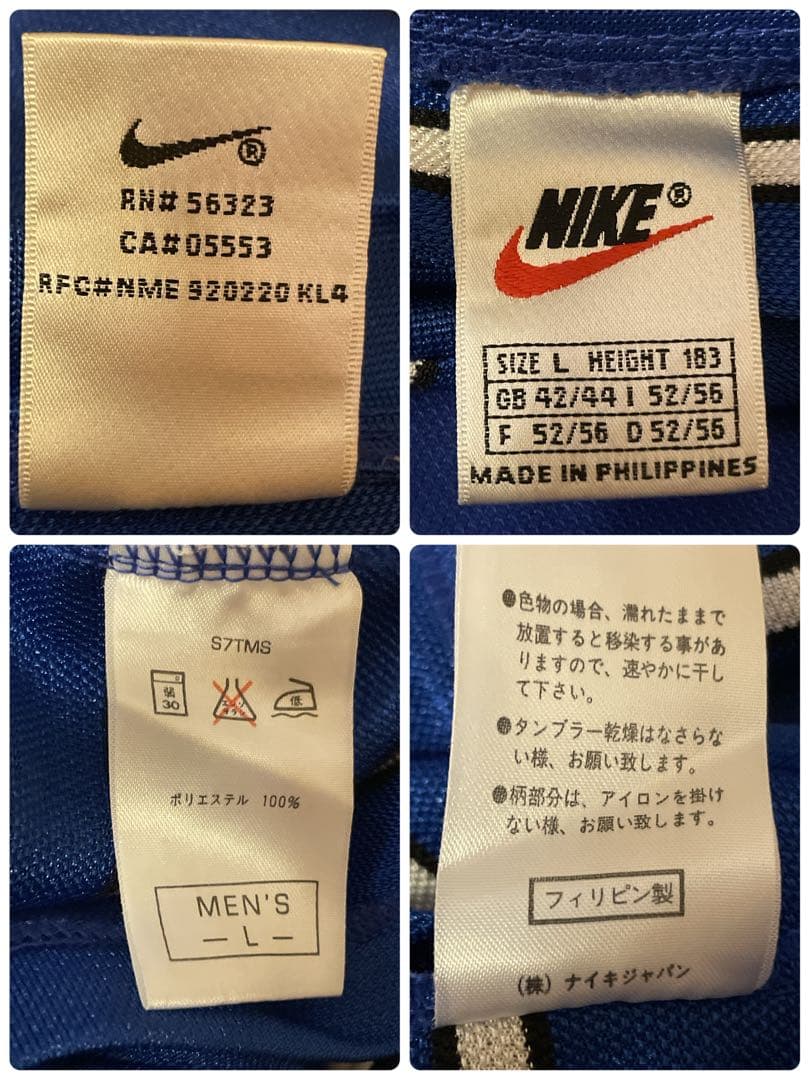 ®
RN# 56323
CA#05553
RFC#NME 920220 KL4
NIKE®
SIZE L HEIGHT 183
GB 42/44 I 52/56
F 52/56 D 52/56
MADE IN PHILIPPINES
S7TMS
弱
30
低
ポリエステル 100%
MEN'S
— L —
●色物の場合、濡れたままで
放置すると移染する事があ
りますので、速やかに干し
て下さい。
●タンブラー乾燥はなさらな
い様、お願い致します。
●柄部分は、アイロンを掛け
ない様、お願い致します。
フィリピン製
(株) ナイキジャパン